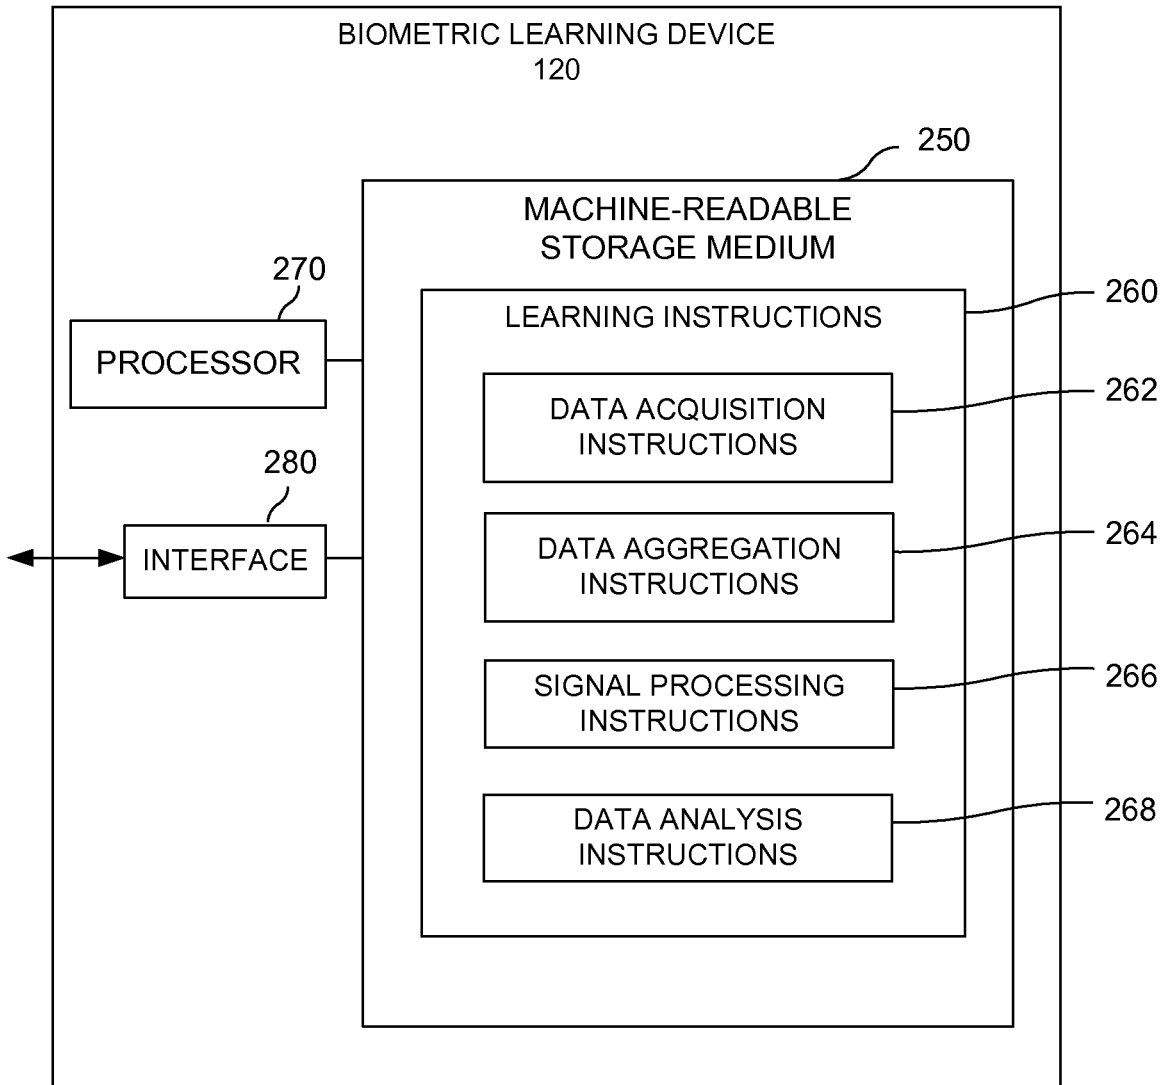 BIOMETRIC LEARNING DEVICE
120
250
MACHINE-READABLE
STORAGE MEDIUM
270
PROCESSOR
260
LEARNING INSTRUCTIONS
262
DATA ACQUISITION
INSTRUCTIONS
280
INTERFACE
264
DATA AGGREGATION
INSTRUCTIONS
266
SIGNAL PROCESSING
INSTRUCTIONS
268
DATA ANALYSIS
INSTRUCTIONS